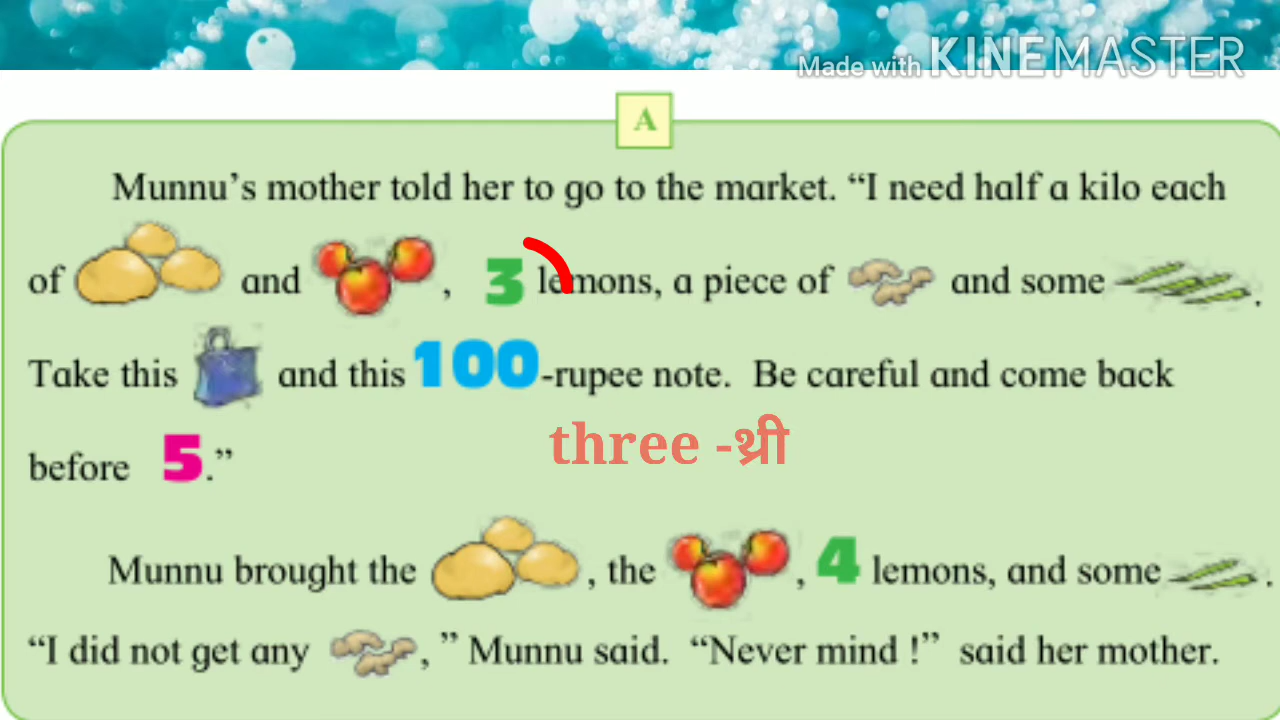 Made with KINEMASTER
A
Munnu’s mother told her to go to the market. “I need half a kilo each
of and , 3 lemons, a piece of and some .
Take this and this 100-rupee note. Be careful and come back
three -थ्री
before 5.”
Munnu brought the , the , 4 lemons, and some .
“I did not get any , ” Munnu said. “Never mind !” said her mother.